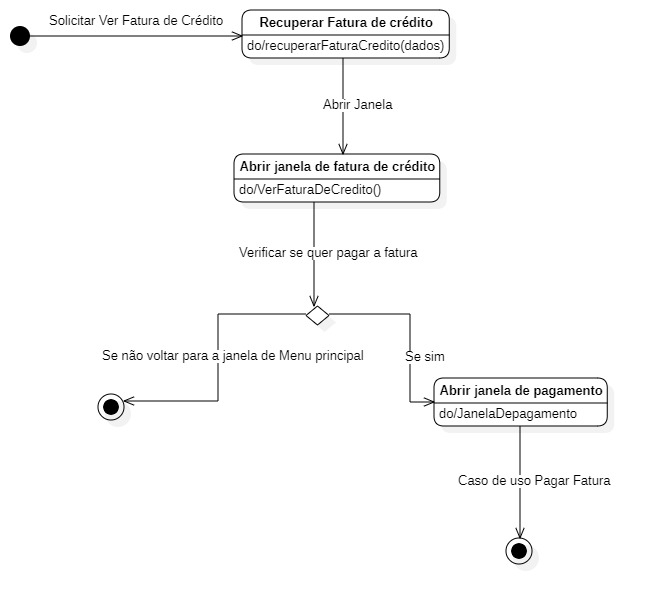 Solicitar Ver Fatura de Crédito
Recuperar Fatura de crédito
do/recuperarFaturaCredito(dados)
Abrir Janela
Abrir janela de fatura de crédito
do/VerFaturaDeCredito()
Verificar se quer pagar a fatura
Se não voltar para a janela de Menu principal
Se sim
Abrir janela de pagamento
do/JanelaDepagamento
Caso de uso Pagar Fatura